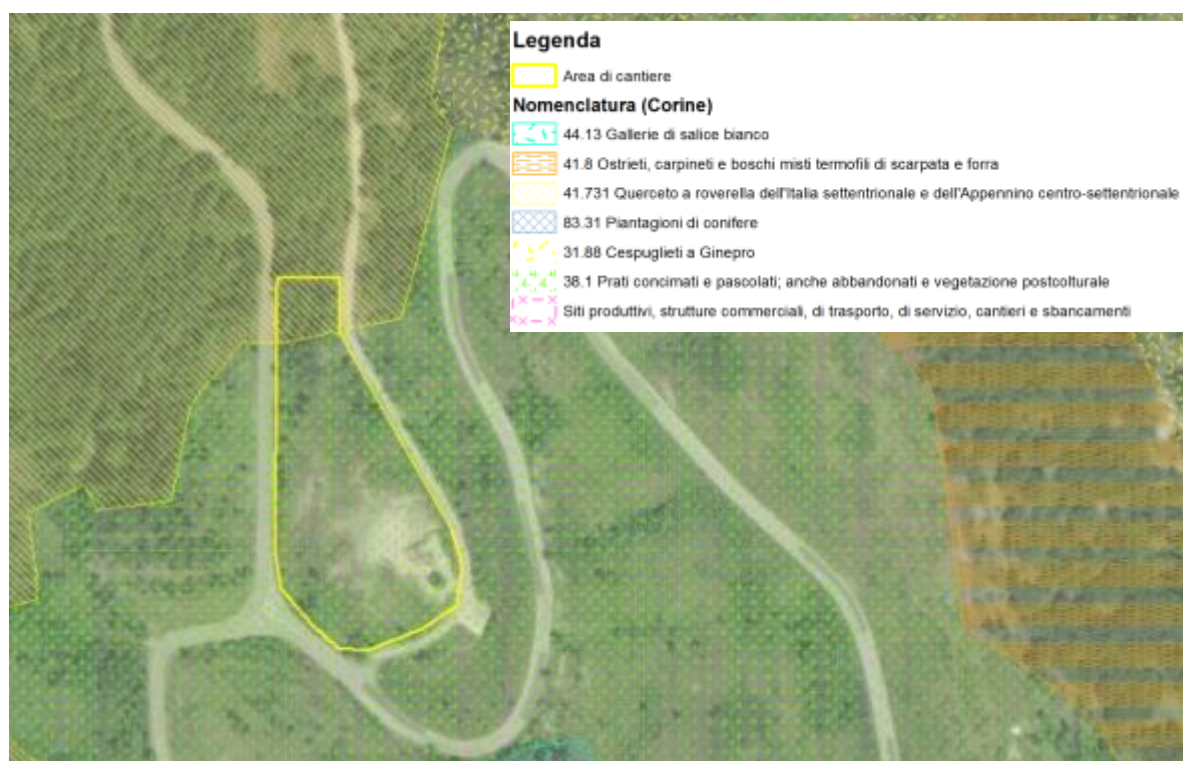 Legenda
Area di cantiere
Nomenclatura (Corine)
44.13 Gallerie di salice bianco
41.8 Ostrieti, carpineti e boschi misti termofili di scarpata e forra
41.731 Querceto a roverella dell'Italia settentrionale e dell'Appennino centro-settentrionale
83.31 Piantagioni di conifere
31.88 Cespuglieti a Ginepro
38.1 Prati concimati e pascolati; anche abbandonati e vegetazione postcolturale
Siti produttivi, strutture commerciali, di trasporto, di servizio, cantieri e sbancamenti